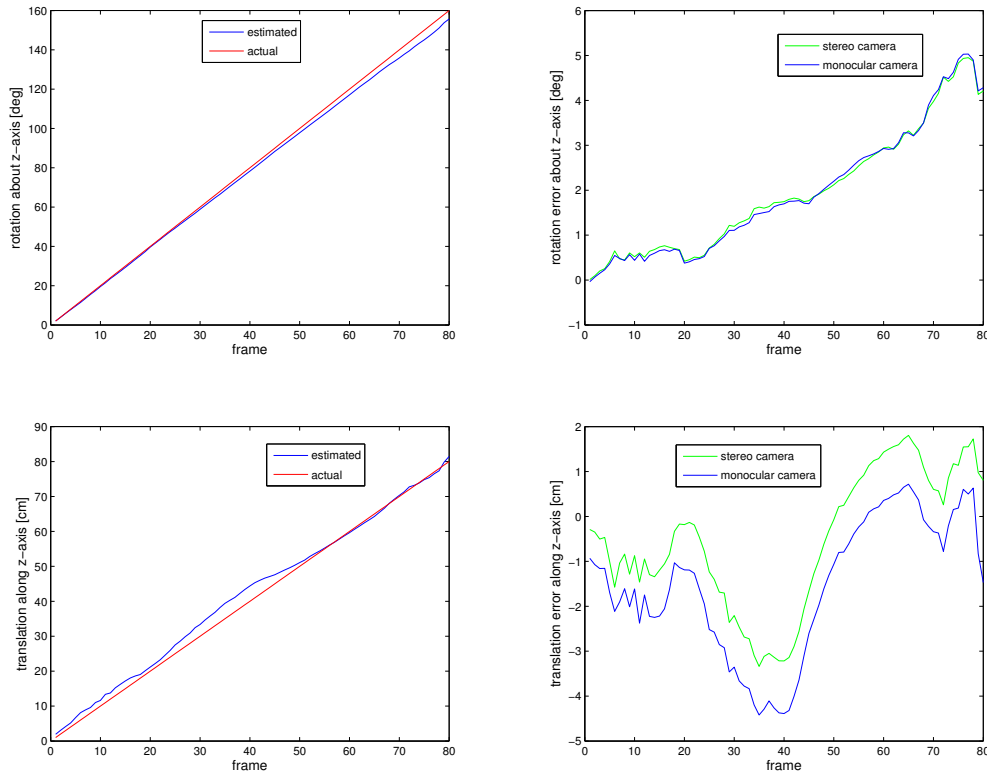 160
140
120
100
80
60
40
20
0
rotation about z−axis [deg]
estimated
actual
0 10 20 30 40 50 60 70 80
frame
6
5
4
3
2
1
0
−1
rotation error about z−axis [deg]
stereo camera
monocular camera
0 10 20 30 40 50 60 70 80
frame
90
80
70
60
50
40
30
20
10
0
translation along z−axis [cm]
estimated
actual
0 10 20 30 40 50 60 70 80
frame
2
1
0
−1
−2
−3
−4
−5
translation error along z−axis [cm]
stereo camera
monocular camera
0 10 20 30 40 50 60 70 80
frame